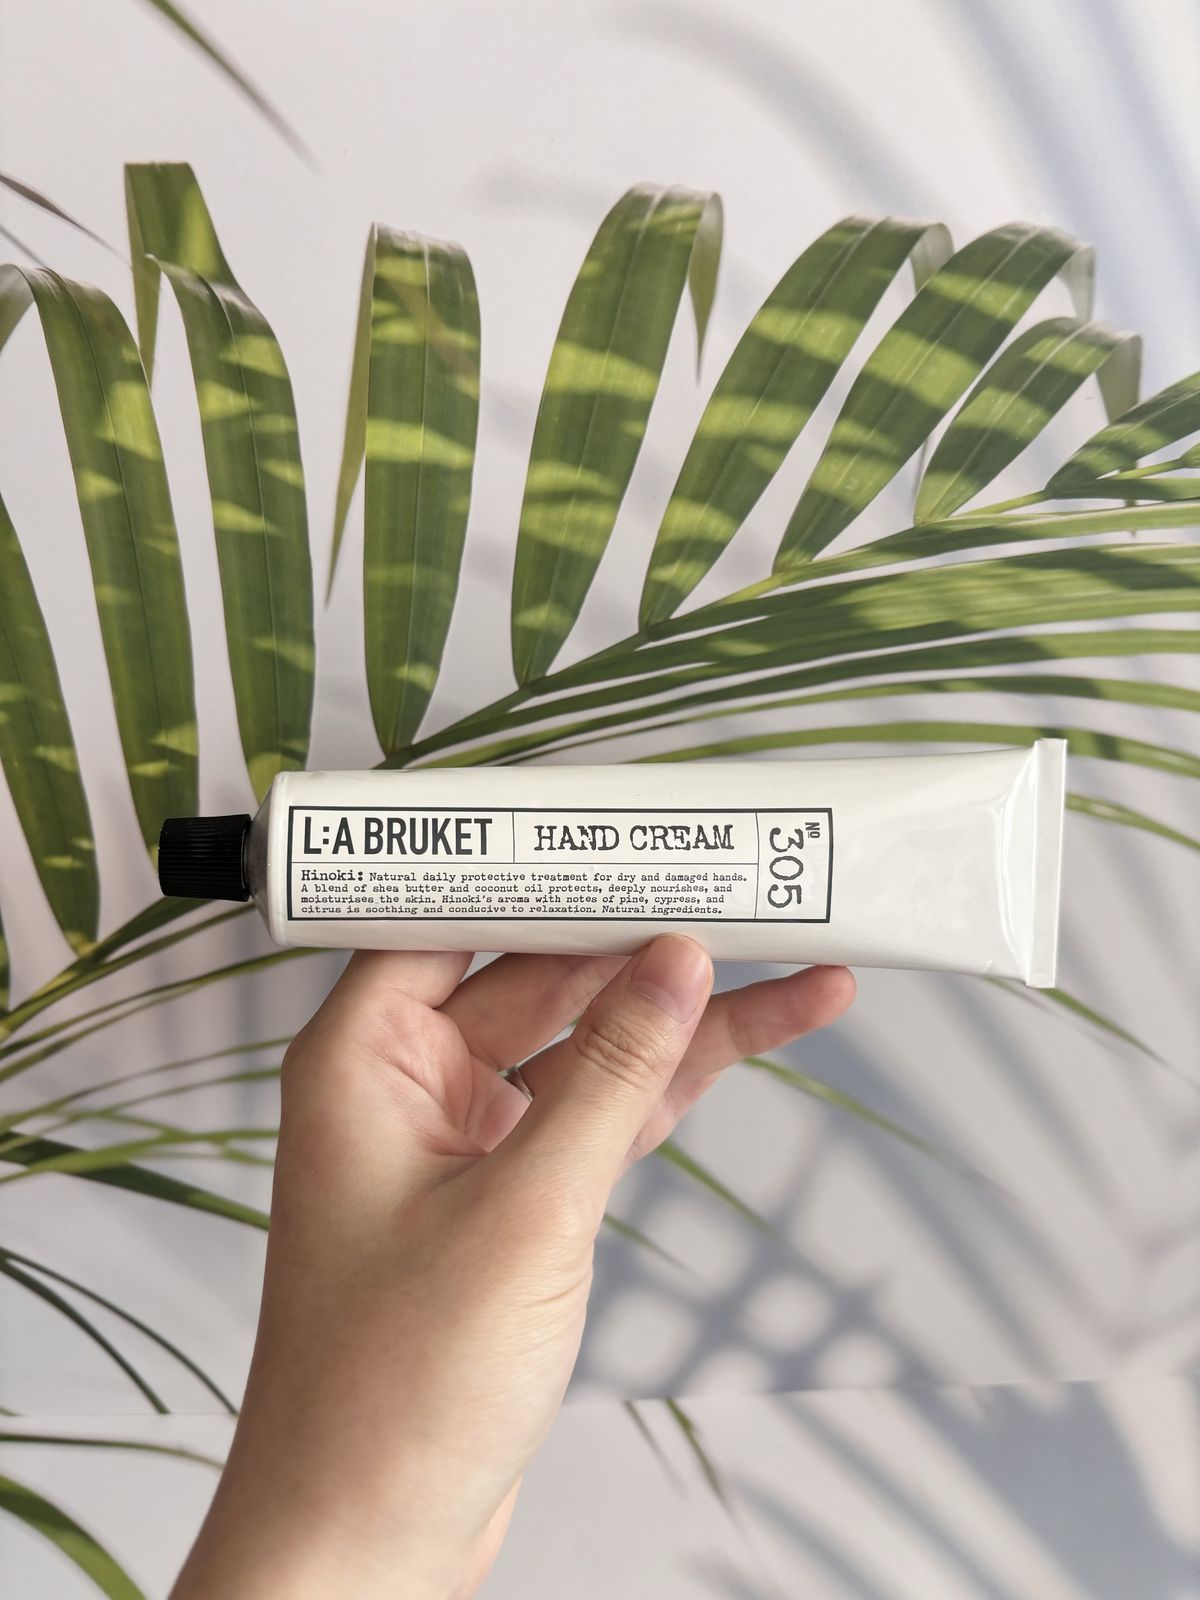 L:A BRUKET
HAND CREAM
Hinoki: Natural daily protective treatment for dry and damaged hands.
A blend of shea butter and coconut oil protects, deeply nourishes, and
moisturises the skin. Hinoki's aroma with notes of pine, cypress, and
citrus is soothing and conducive to relaxation. Natural ingredients.
No 305